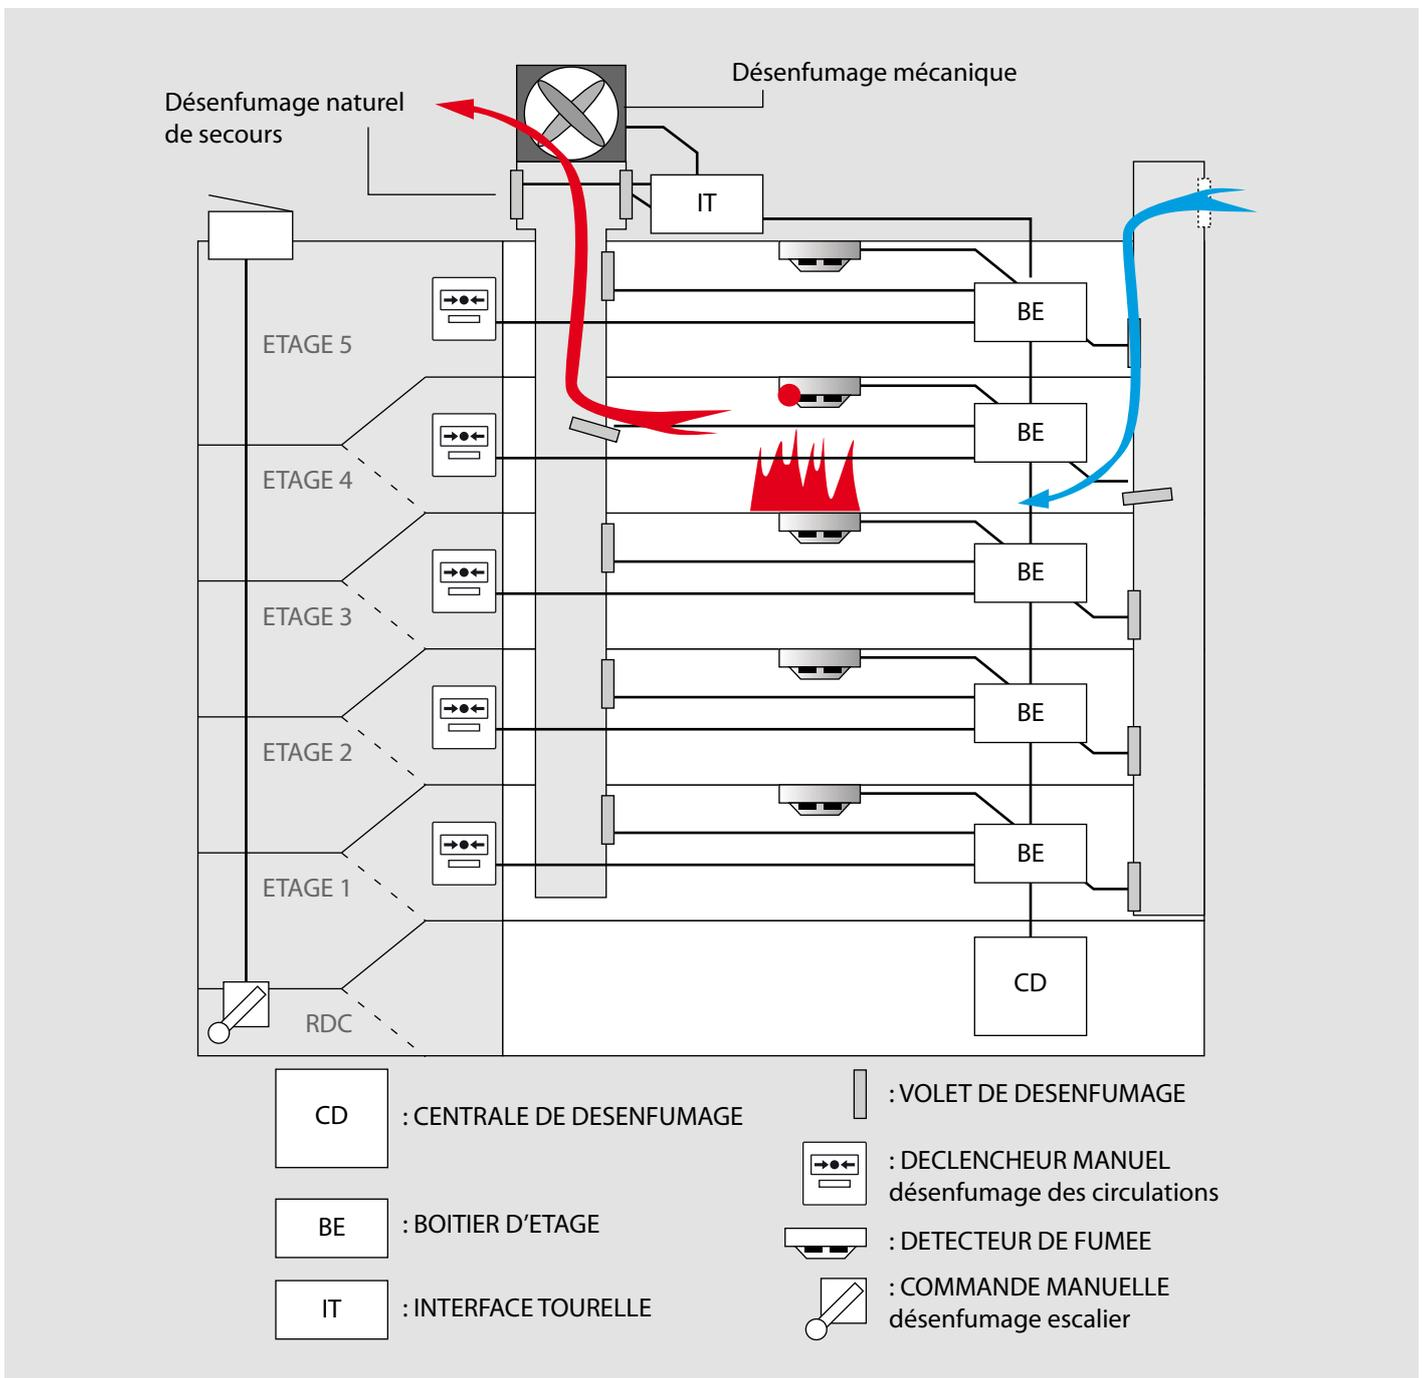 Désenfumage mécanique
Désenfumage naturel
de secours
IT
BE
ETAGE 5
BE
ETAGE 4
BE
ETAGE 3
BE
ETAGE 2
BE
ETAGE 1
CD
RDC
CD
: CENTRALE DE DESENFUMAGE
BE
: BOITIER D’ETAGE
IT
: INTERFACE TOURELLE
: VOLET DE DESENFUMAGE
: DECLENCHEUR MANUEL
désenfumage des circulations
: DETECTEUR DE FUMEE
: COMMANDE MANUELLE
désenfumage escalier